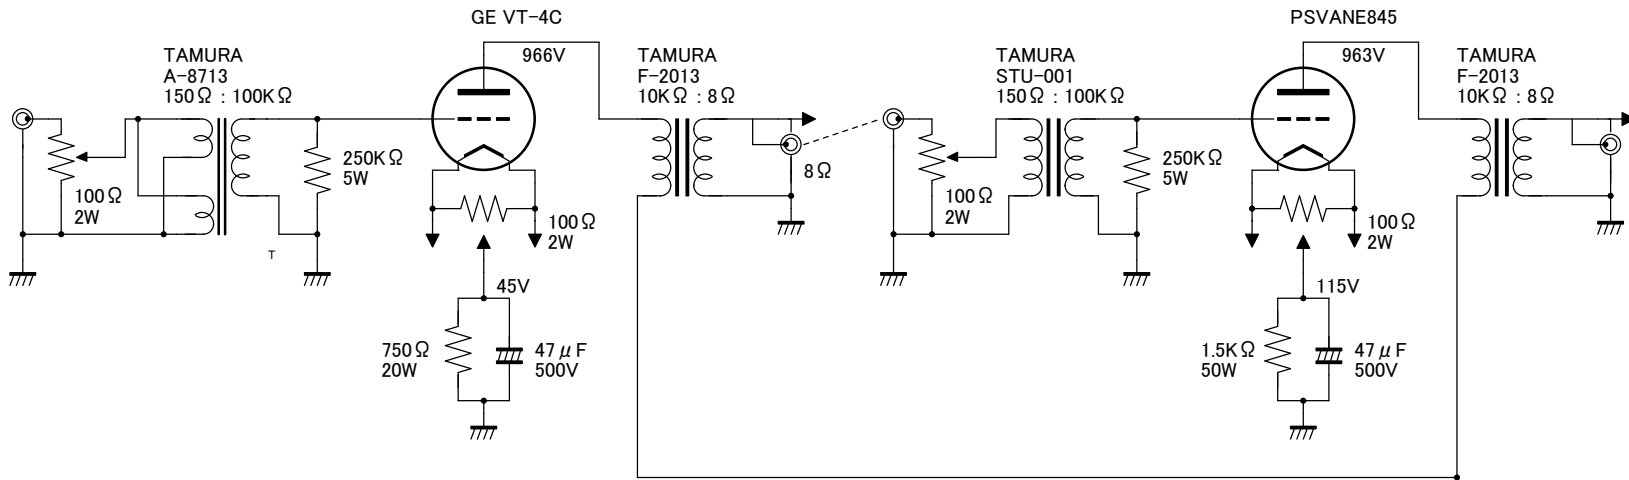 GE VT-4C
PSVANE845
TAMURA
A-8713
150Ω : 100KΩ
966V
TAMURA
F-2013
10KΩ : 8Ω
TAMURA
STU-001
150Ω : 100KΩ
963V
TAMURA
F-2013
10KΩ : 8Ω
100Ω
2W
250KΩ
5W
T
100Ω
2W
8Ω
100Ω
2W
250KΩ
5W
100Ω
2W
45V
750Ω
20W
47μF
500V
115V
1.5KΩ
50W
47μF
500V